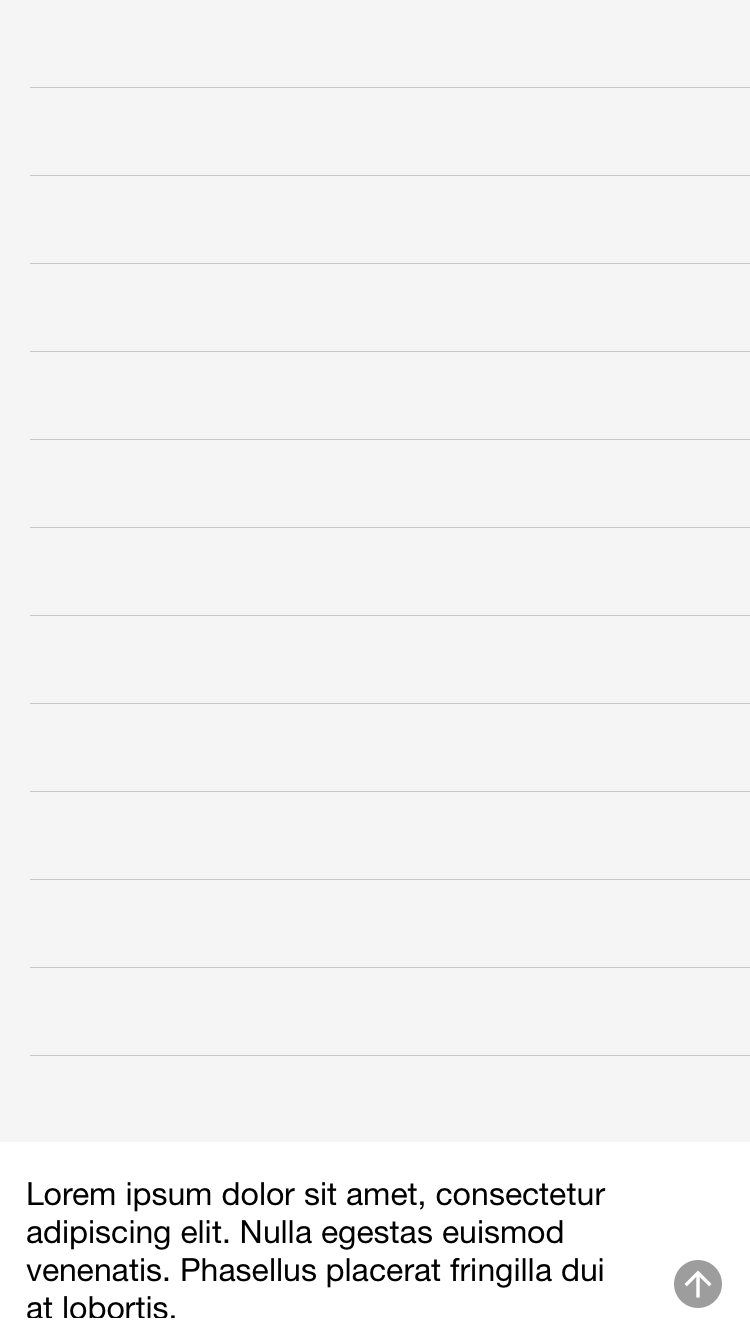 Lorem ipsum dolor sit amet, consectetur
adipiscing elit. Nulla egestas euismod
venenatis. Phasellus placerat fringilla dui
at lobortis.